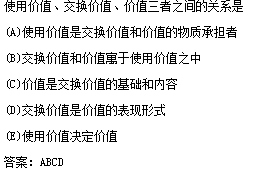 使用价值、交换价值、价值三者之间的关系是
(A)使用价值是交换价值和价值的物质承担者
(B)交换价值和价值寓于使用价值之中
(C)价值是交换价值的基础和内容
(D)交换价值是价值的表现形式
(E)使用价值决定价值
答案：ABCD